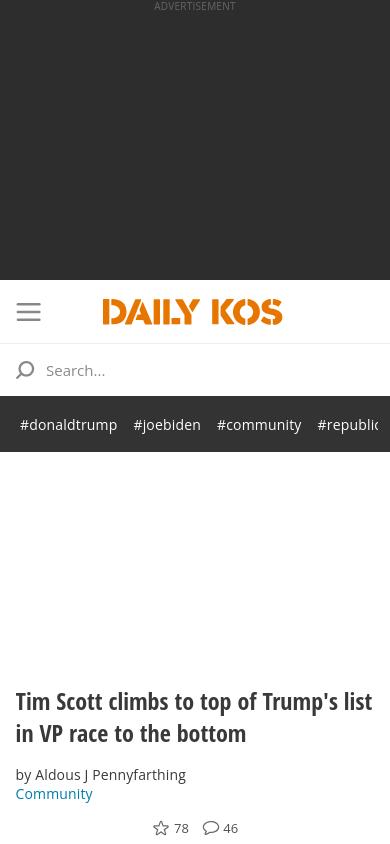 ADVERTISEMENT
DAILY KOS
Search...
#donaldtrump #joebiden #community #republic
Tim Scott climbs to top of Trump's list
in VP race to the bottom
by Aldous J Pennyfarthing
Community
78 46